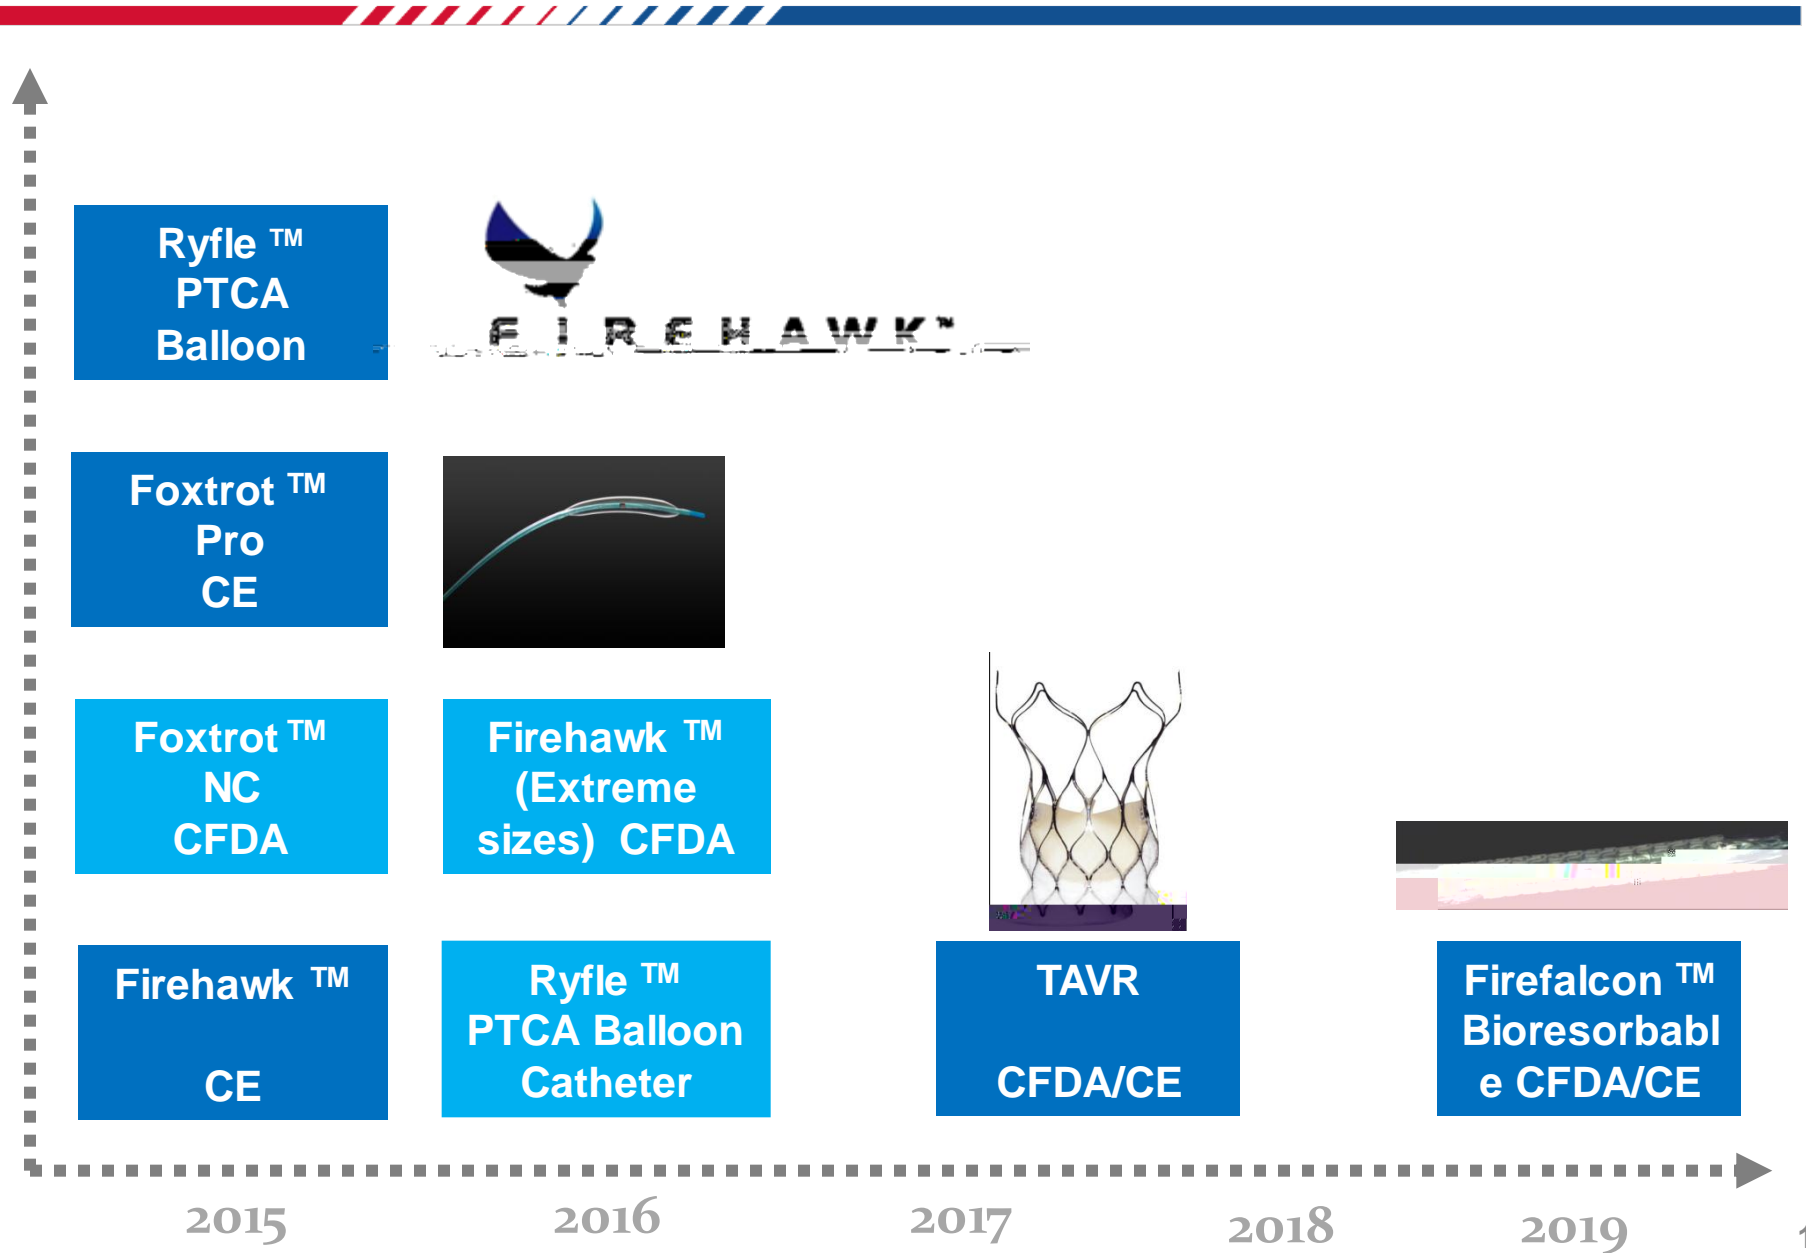 Ryfle ™
PTCA
Balloon
FIREHAWK™
Foxtrot ™
Pro
CE
Foxtrot ™
NC
CFDA
Firehawk ™
(Extreme
sizes) CFDA
Firehawk ™
CE
Ryfle ™
PTCA Balloon
Catheter
TAVR
CFDA/CE
Firefalcon ™
Bioresorbabl
e CFDA/CE
2015
2016
2017
2018
2019